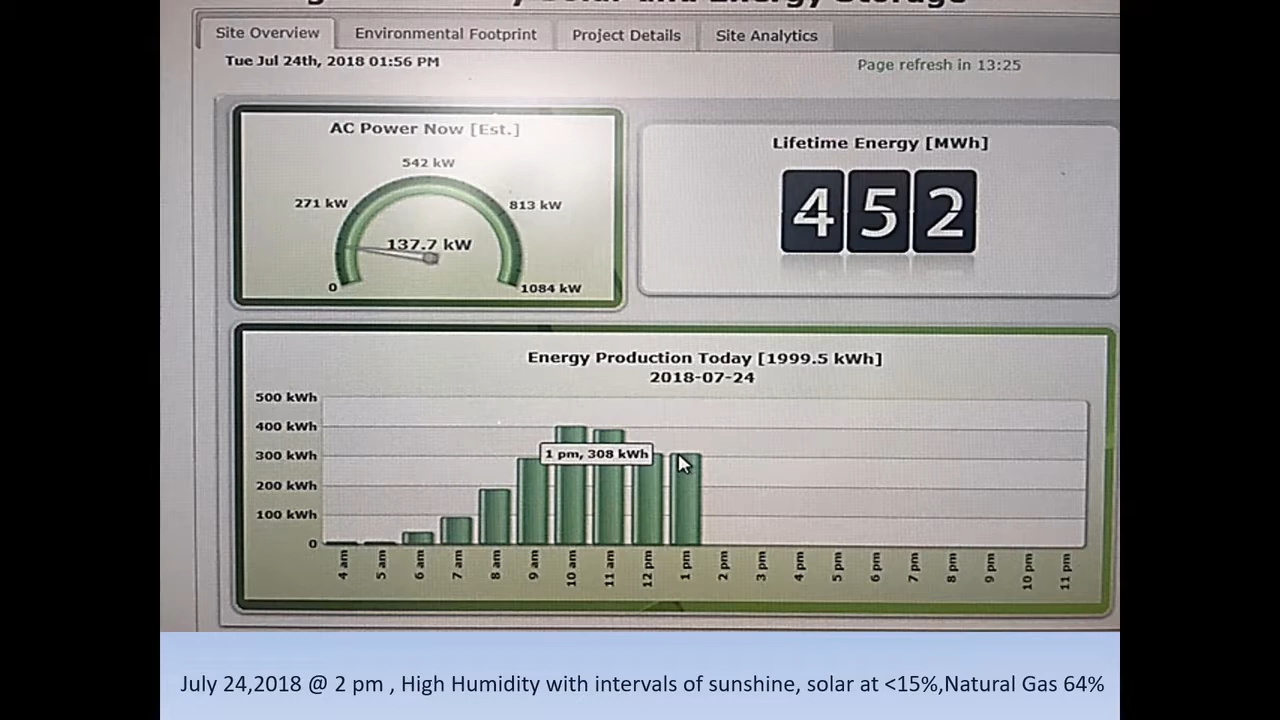 Solar and Energy Storage
Site Overview Environmental Footprint Project Details Site Analytics
Tue Jul 24th, 2018 01:56 PM Page refresh in 13:25
AC Power Now [Est.]
542 kW
271 kW 813 kW
137.7 kW
0 1084 kW
Lifetime Energy [MWh]
452
Energy Production Today [1999.5 kWh]
2018-07-24
500 kWh
400 kWh
300 kWh
200 kWh
100 kWh
0
1 pm, 308 kWh
4 am 5 am 6 am 7 am 8 am 9 am 10 am 11 am 12 pm 1 pm 2 pm 3 pm 4 pm 5 pm 6 pm 7 pm 8 pm 9 pm 10 pm 11 pm
July 24,2018 @ 2 pm , High Humidity with intervals of sunshine, solar at <15%,Natural Gas 64%